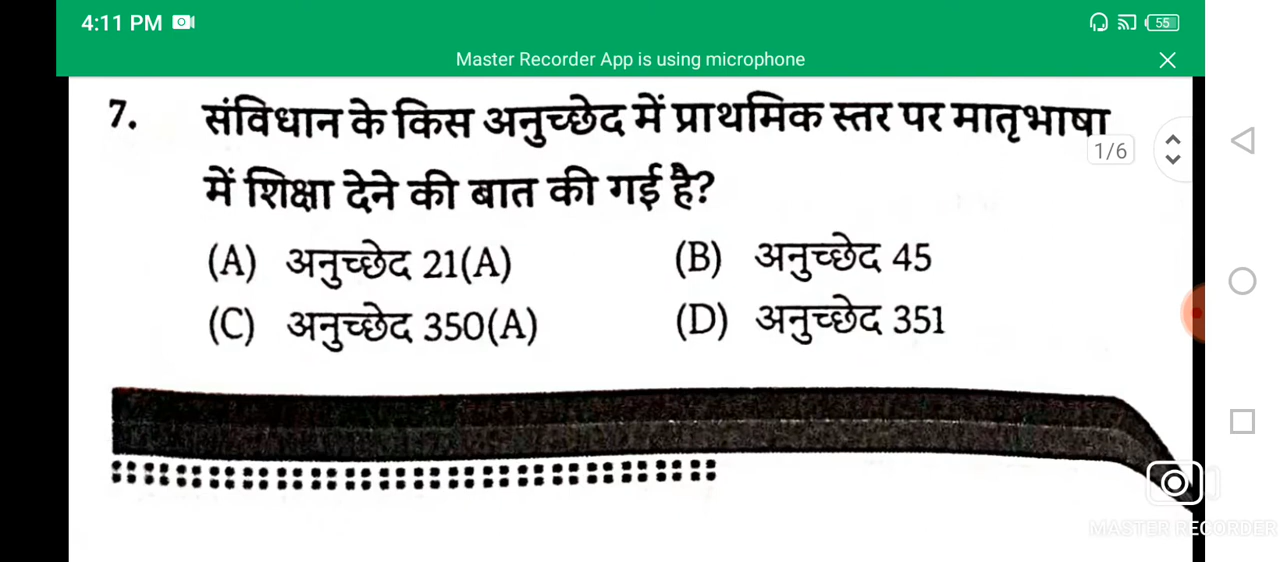 4:11 PM 55
Master Recorder App is using microphone
7. संविधान के किस अनुच्छेद में प्राथमिक स्तर पर मातृभाषा
1/6
में शिक्षा देने की बात की गई है?
(A) अनुच्छेद 21(A) (B) अनुच्छेद 45
(C) अनुच्छेद 350(A) (D) अनुच्छेद 351
MASTER RECORDER